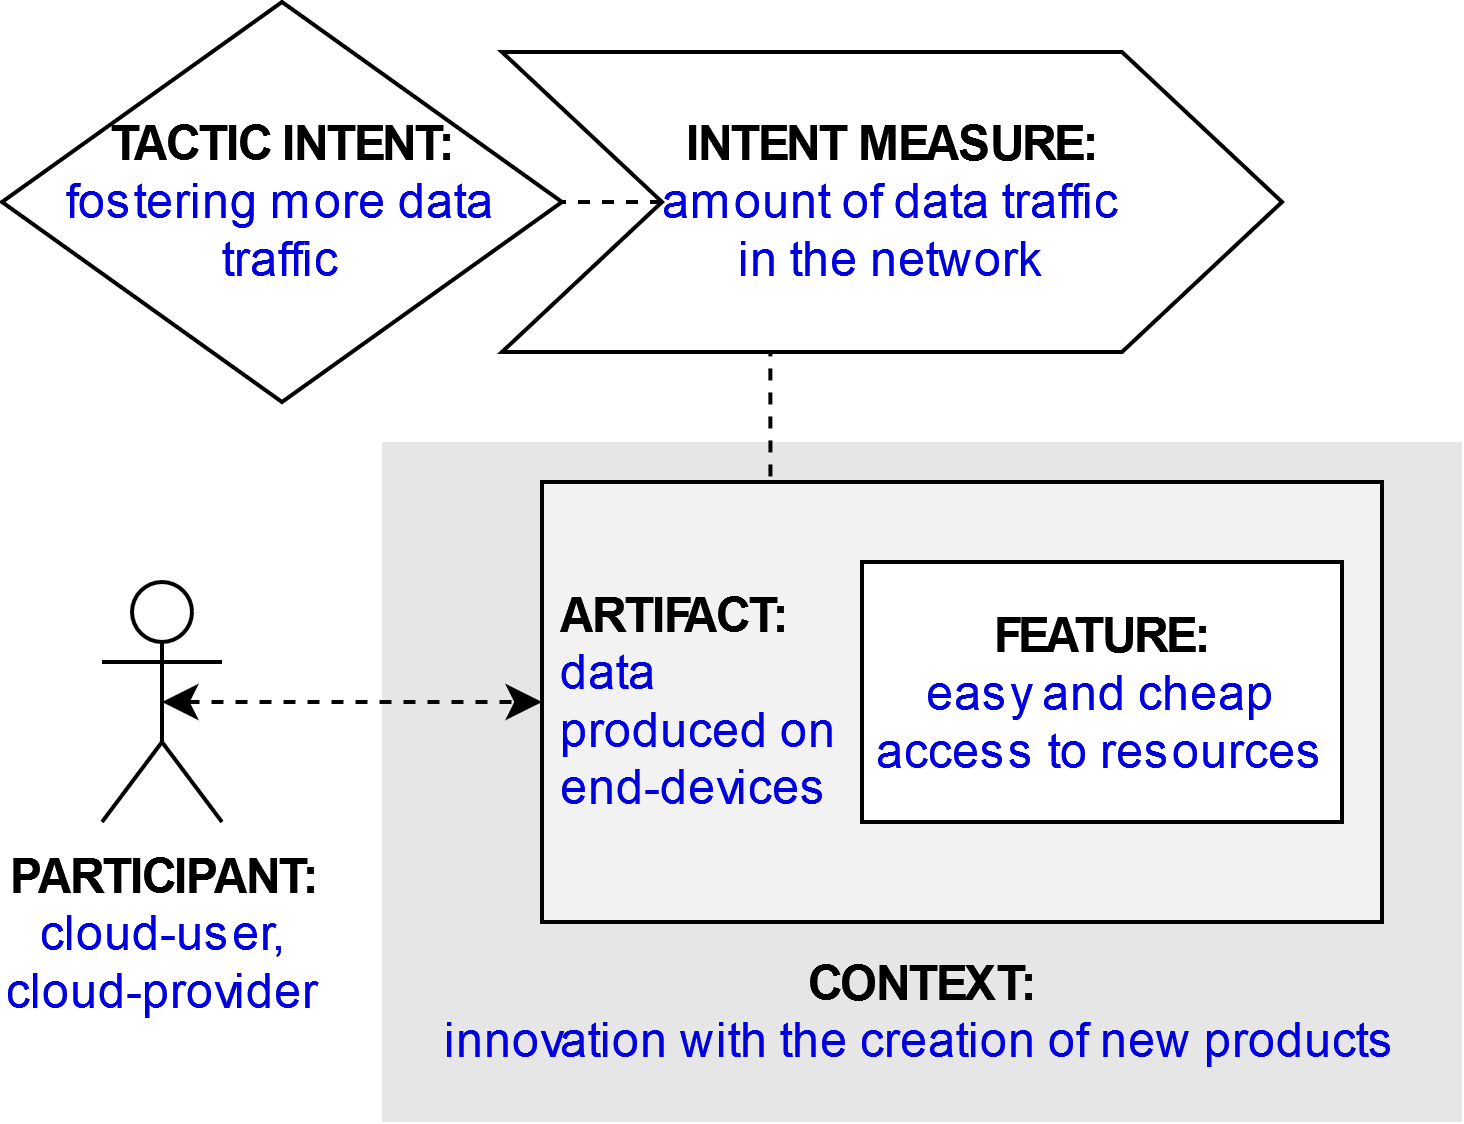 TACTIC INTENT:
fostering more data
traffic
INTENT MEASURE:
amount of data traffic
in the network
ARTIFACT:
data
produced on
end-devices
FEATURE:
easy and cheap
access to resources
PARTICIPANT:
cloud-user,
cloud-provider
CONTEXT:
innovation with the creation of new products